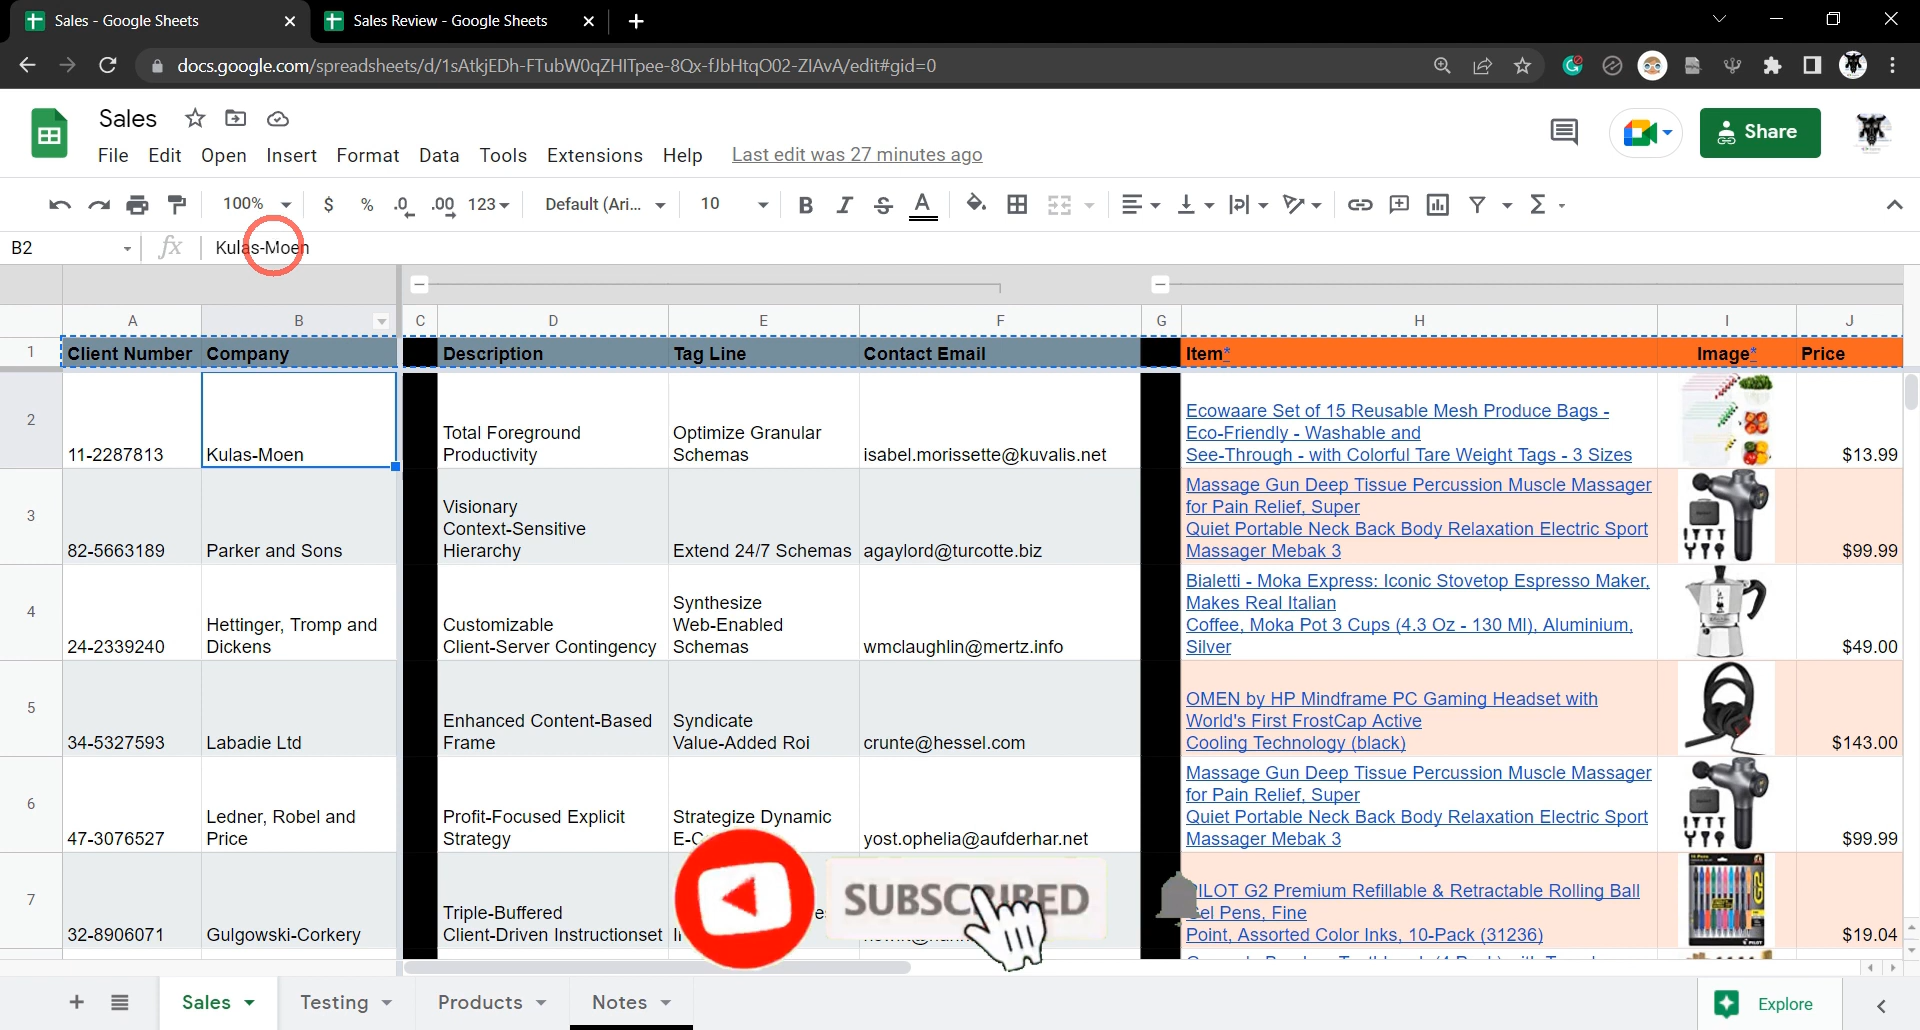 Sales - Google Sheets
Sales Review - Google Sheets
docs.google.com/spreadsheets/d/1sAtkjEDh-FTubW0qZHITpee-8Qx-fJbHtqO02-ZIAvA/edit#gid=0
Sales
File Edit Open Insert Format Data Tools Extensions Help Last edit was 27 minutes ago
Share
100% $ % .0 .00 123 Default (Ari... 10 B I S A
B2 fx Kulas-Moen
A B C D E F G H I J
1 Client Number Company Description Tag Line Contact Email Item* Image* Price
2
11-2287813
Kulas-Moen
Total Foreground
Productivity
Optimize Granular
Schemas
isabel.morissette@kuvalis.net
Ecowaare Set of 15 Reusable Mesh Produce Bags -
Eco-Friendly - Washable and
See-Through - with Colorful Tare Weight Tags - 3 Sizes
$13.99
3
82-5663189
Parker and Sons
Visionary
Context-Sensitive
Hierarchy
Extend 24/7 Schemas
agaylord@turcotte.biz
Massage Gun Deep Tissue Percussion Muscle Massager
for Pain Relief, Super
Quiet Portable Neck Back Body Relaxation Electric Sport
Massager Mebak 3
$99.99
4
24-2339240
Hettinger, Tromp and
Dickens
Customizable
Client-Server Contingency
Synthesize
Web-Enabled
Schemas
wmclaughlin@mertz.info
Bialetti - Moka Express: Iconic Stovetop Espresso Maker,
Makes Real Italian
Coffee, Moka Pot 3 Cups (4.3 Oz - 130 Ml), Aluminium,
Silver
$49.00
5
34-5327593
Labadie Ltd
Enhanced Content-Based
Frame
Syndicate
Value-Added Roi
crunte@hessel.com
OMEN by HP Mindframe PC Gaming Headset with
World's First FrostCap Active
Cooling Technology (black)
$143.00
6
47-3076527
Ledner, Robel and
Price
Profit-Focused Explicit
Strategy
Strategize Dynamic
yost.ophelia@aufderhar.net
Massage Gun Deep Tissue Percussion Muscle Massager
for Pain Relief, Super
Quiet Portable Neck Back Body Relaxation Electric Sport
Massager Mebak 3
$99.99
7
32-8906071
Gulgowski-Corkery
Triple-Buffered
Client-Driven Instructionset
SUBSCRIBED
PILOT G2 Premium Refillable & Retractable Rolling Ball
Gel Pens, Fine
Point, Assorted Color Inks, 10-Pack (31236)
$19.04
Sales Testing Products Notes Explore